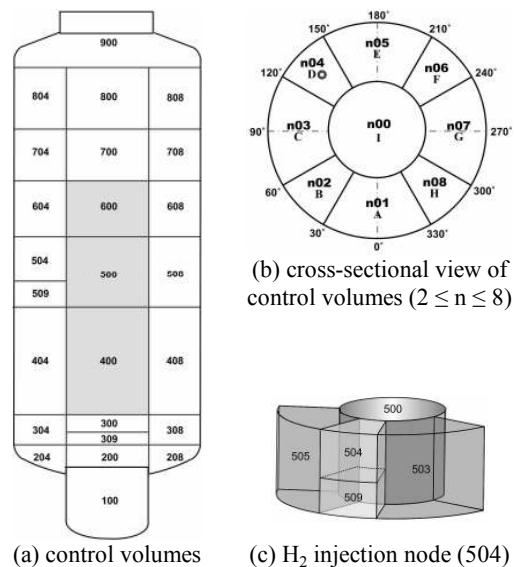 900
804 800 808
704 700 708
604 600 608
504 500 508
509
404 400 408
304 300 308
309
204 200 208
100
(a) control volumes
180˚
150˚ 210˚
n05
E
n04 n06
D F
120˚ 240˚
n03 n00 n07
C I G
90˚ 270˚
n02 n08
B H
60˚ n01 300˚
A
30˚ 330˚
0˚
(b) cross-sectional view of
control volumes (2 ≤ n ≤ 8)
500
505 504 503
509
(c) H₂ injection node (504)